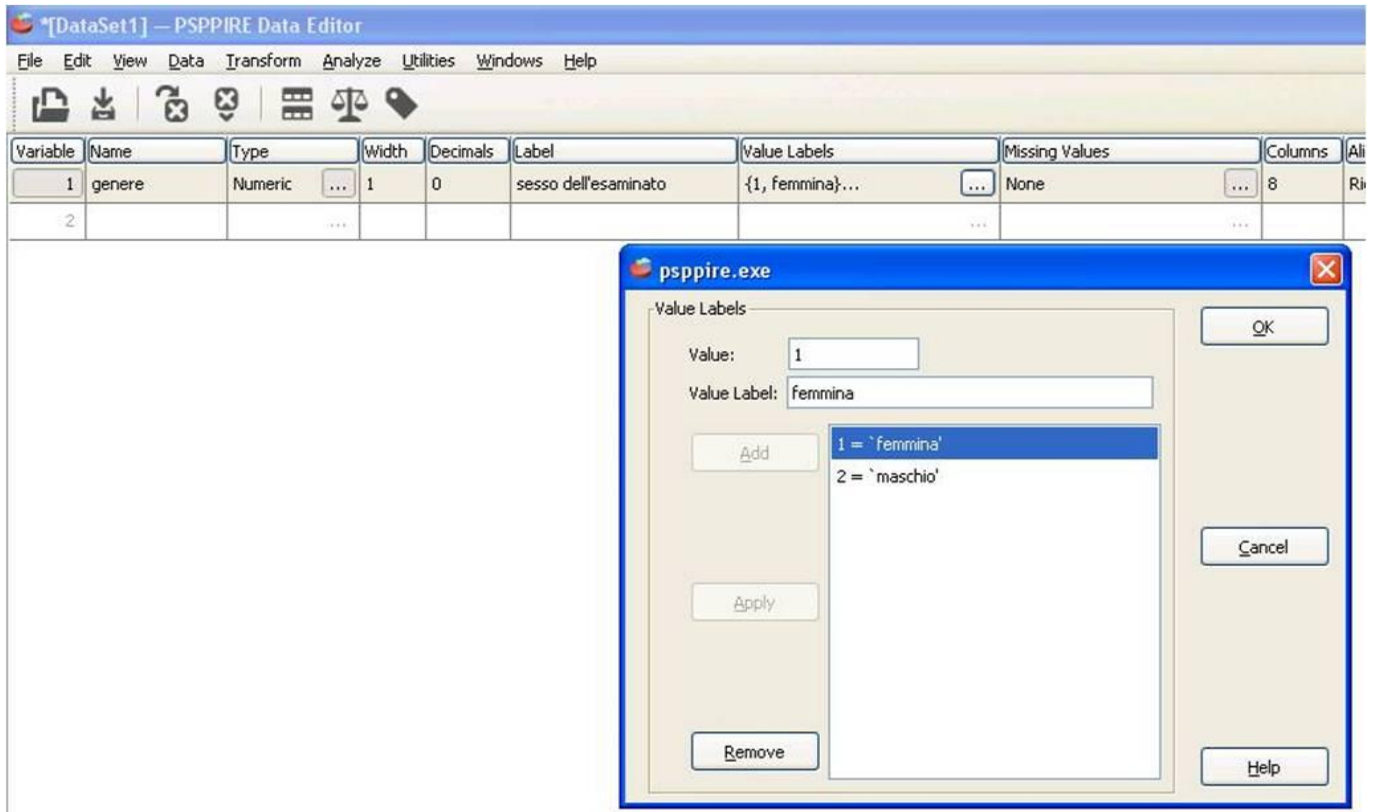 *[DataSet1] — PSPPIRE Data Editor
File Edit View Data Transform Analyze Utilities Windows Help
Variable Name Type Width Decimals Label Value Labels Missing Values Columns Ali
1 genere Numeric ... 1 0 sesso dell'esaminato {1, femmina}... ... None ... 8 Ri
2 ... ... ...
psppire.exe
Value Labels
OK
Value: 1
Value Label: femmina
Add
1 = `femmina'
2 = `maschio'
Cancel
Apply
Remove
Help